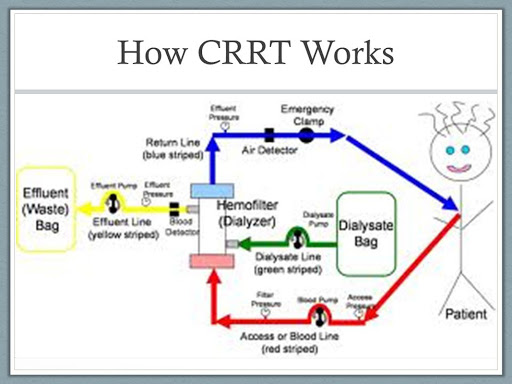 How CRRT Works
Effluent
Pressure
Emergency
Clamp
Return Line
(blue striped)
Air Detector
Effluent
(Waste)
Bag
Effluent Pump
Effluent
Pressure
Effluent Line
(yellow striped)
Blood
Detector
Hemofilter
(Dialyzer)
Dialysate
Pump
Dialysate
Bag
Dialysate Line
(green striped)
Filter
Pressure
Blood Pump
Access
Pressure
Access or Blood Line
(red striped)
Patient